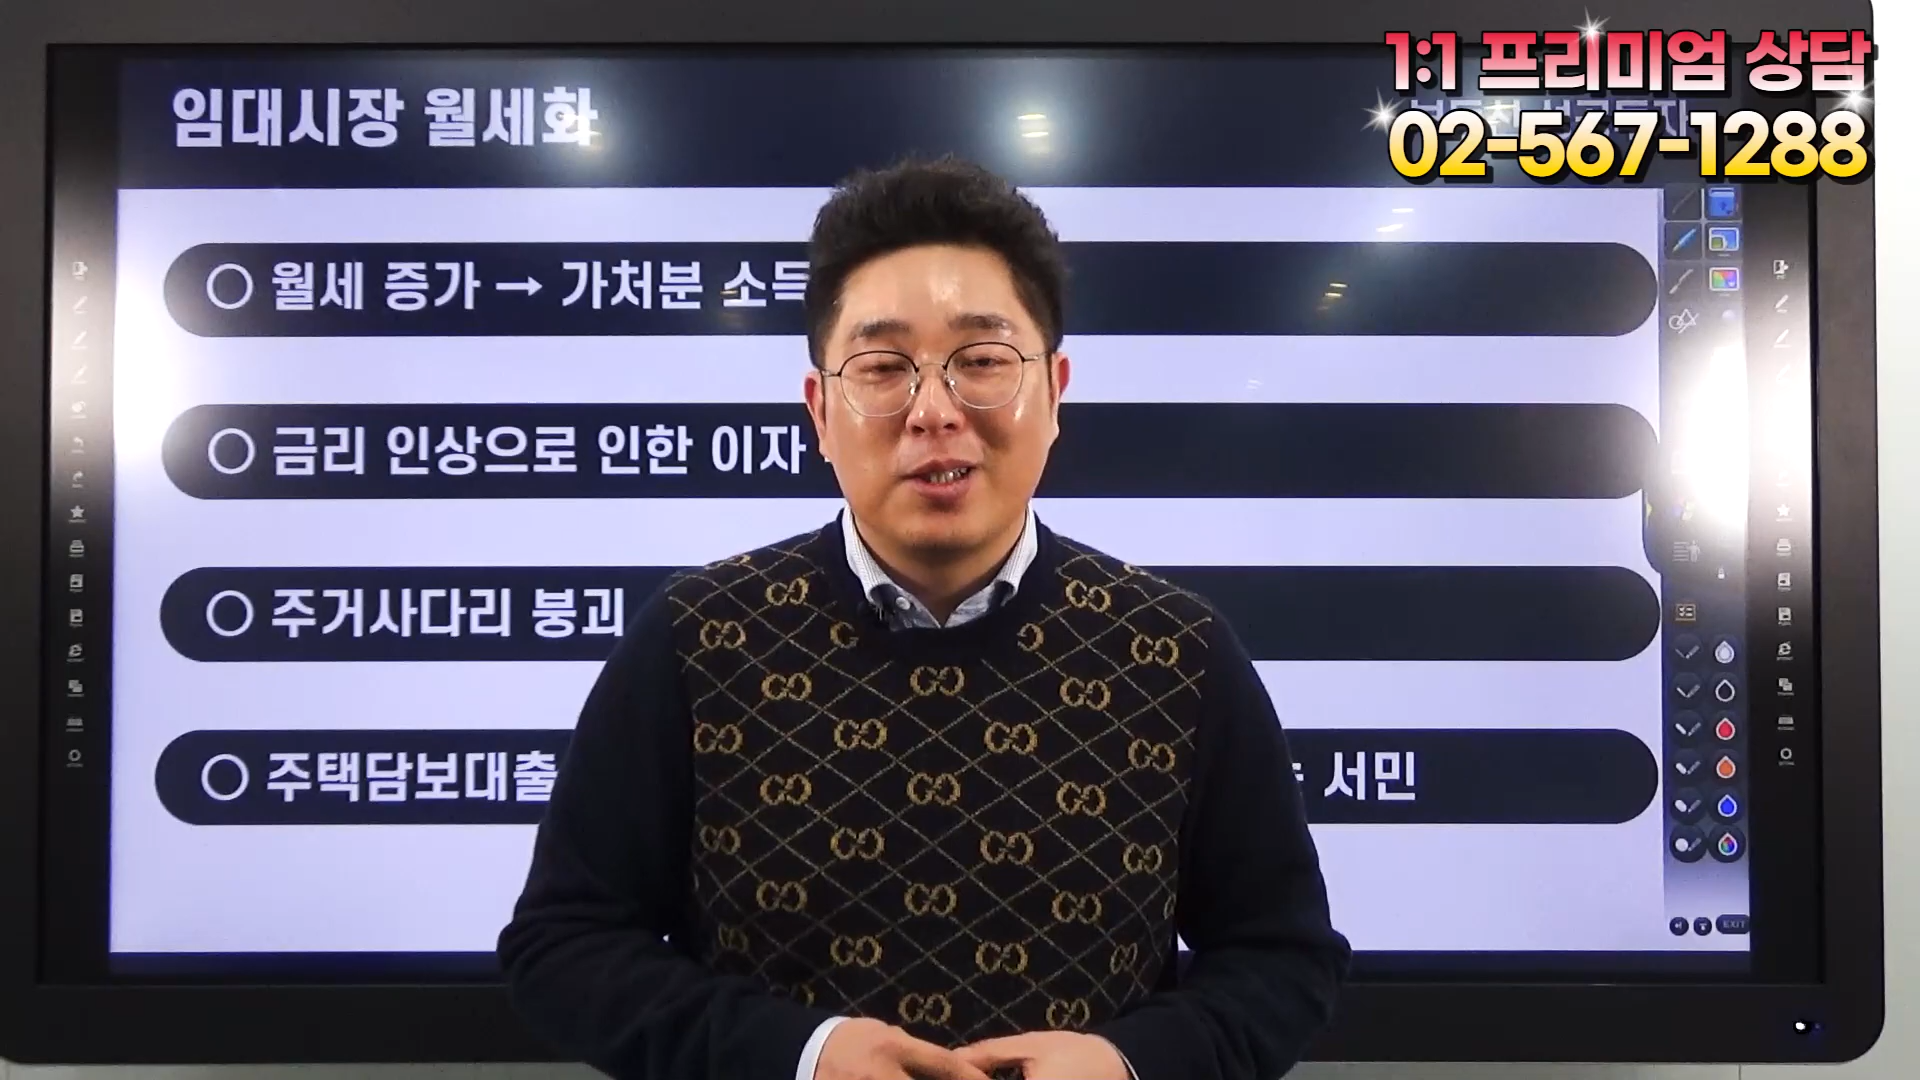 1:1 프리미엄 상담
02-567-1288
임대시장 월세화
○ 월세 증가 → 가처분 소득
○ 금리 인상으로 인한 이자
○ 주거사다리 붕괴
○ 주택담보대출 서민
EXIT